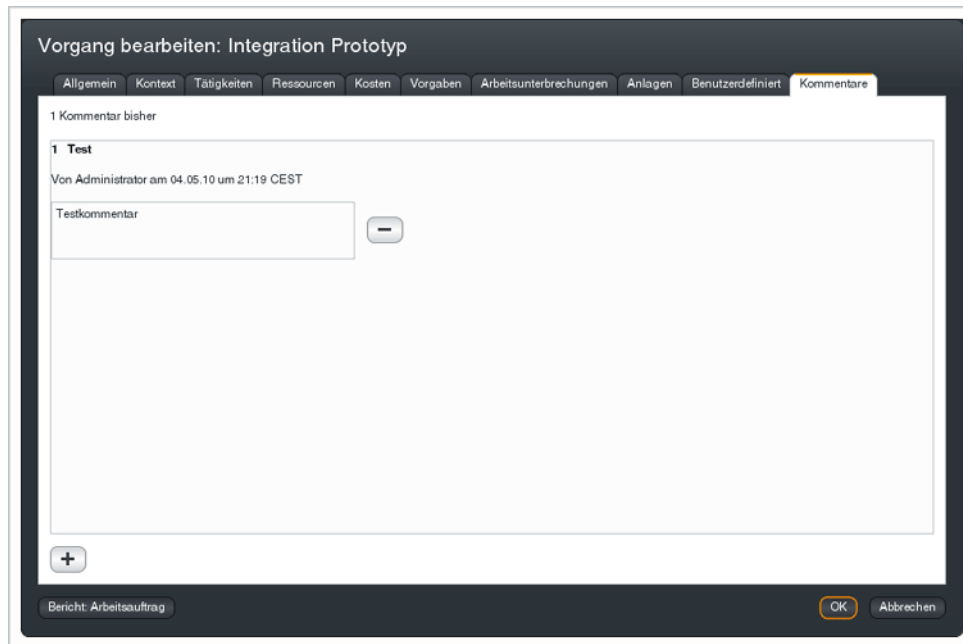 Vorgang bearbeiten: Integration Prototyp
Allgemein Kontext Tätigkeiten Ressourcen Kosten Vorgaben Arbeitsunterbrechungen Anlagen Benutzerdefiniert Kommentare
1 Kommentar bisher
1 Test
Von Administrator am 04.05.10 um 21:19 CEST
Testkommentar
−
+
Bericht: Arbeitsauftrag OK Abbrechen